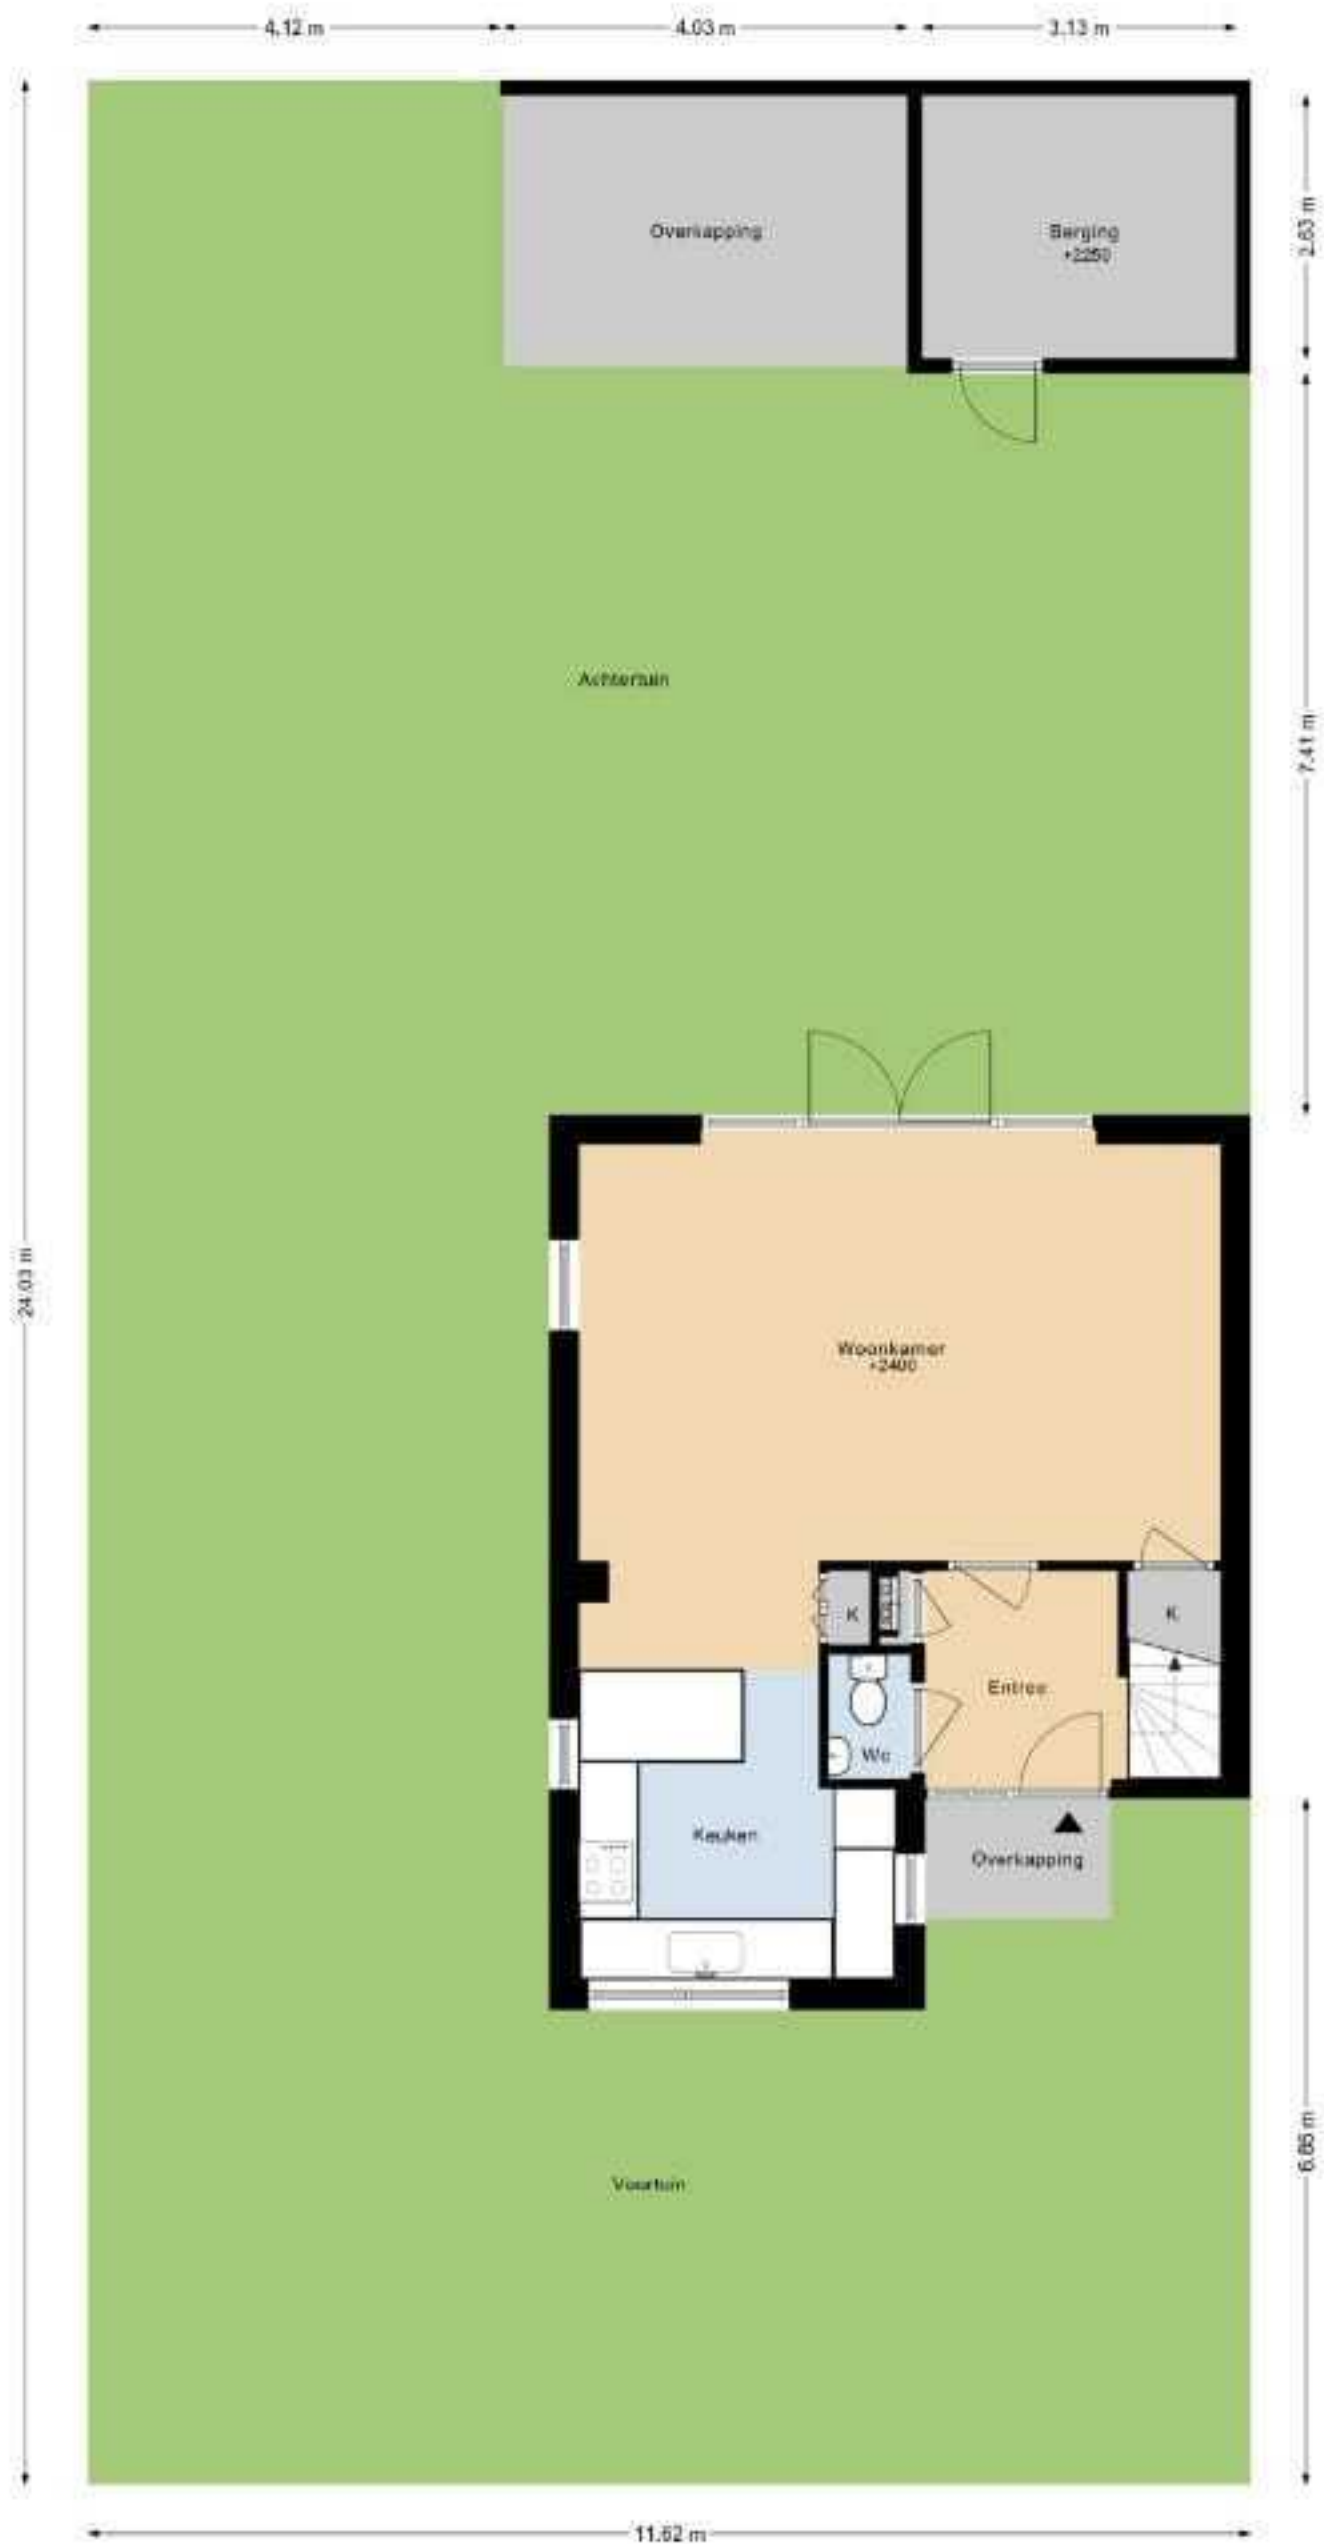 4.12 m
4.03 m
3.13 m
Overkapping
Berging
+2250
2.63 m
Achtertuin
7.41 m
24.03 m
Woonkamer
+2400
K
K
Entree
Wc
Keuken
Overkapping
Voortuin
6.85 m
11.62 m